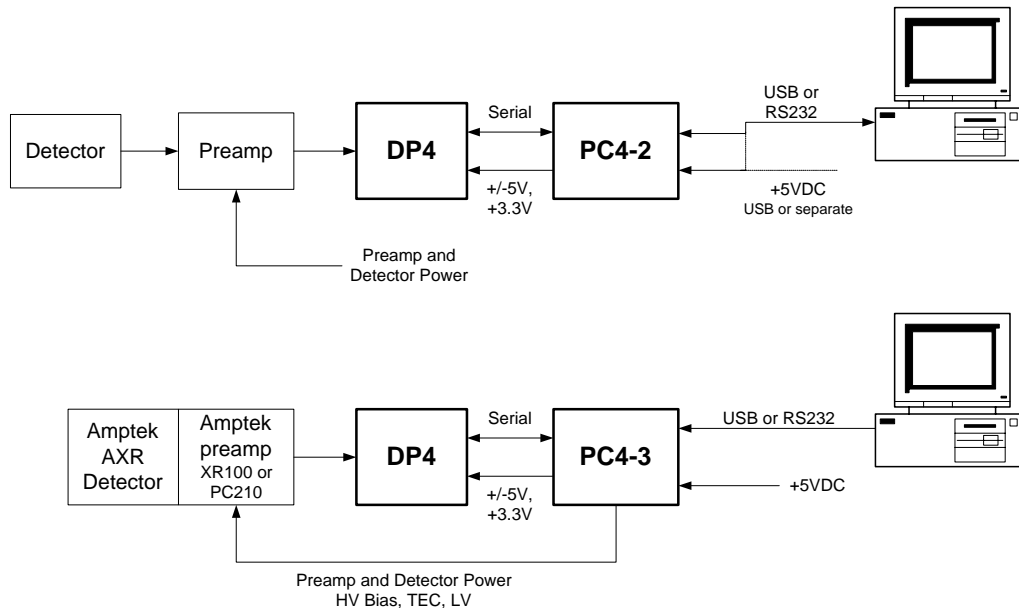 USB or
RS232
Serial
Detector
Preamp
DP4
PC4-2
+/-5V,
+3.3V
+5VDC
USB or separate
Preamp and
Detector Power
Amptek
AXR
Detector
Amptek
preamp
XR100 or
PC210
DP4
Serial
+/-5V,
+3.3V
PC4-3
USB or RS232
+5VDC
Preamp and Detector Power
HV Bias, TEC, LV